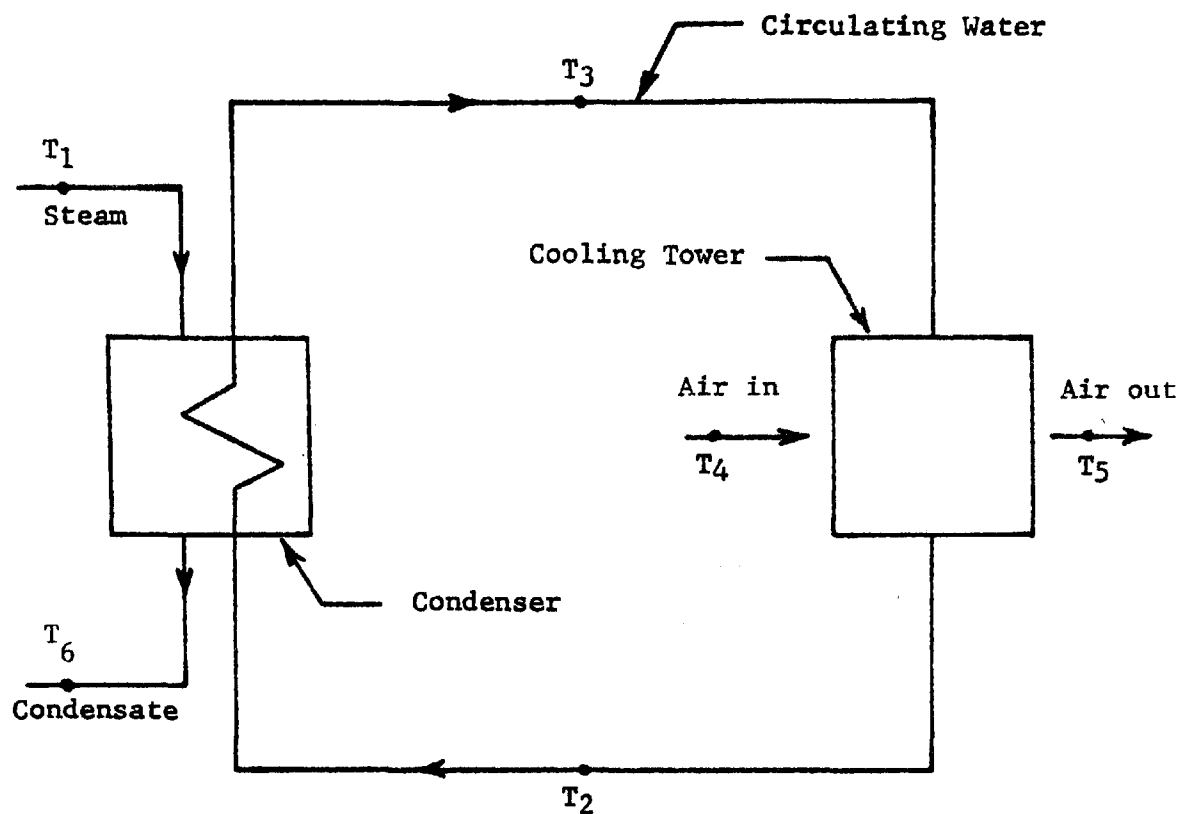 Circulating Water
T3
T1
Steam
Cooling Tower
Air in
Air out
T4
T5
Condenser
T6
Condensate
T2